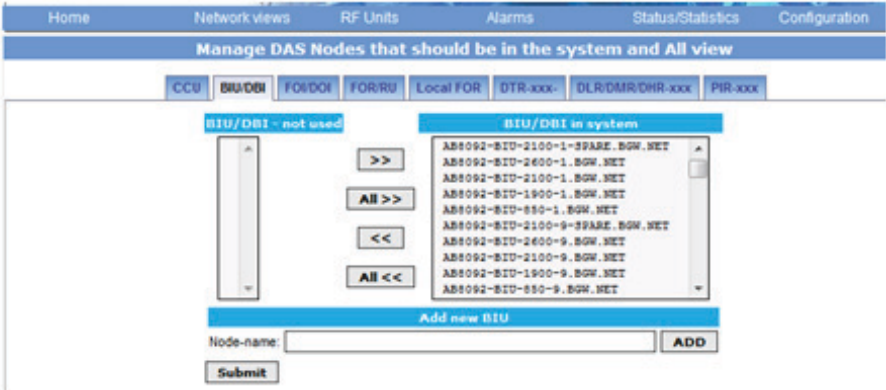 Home Network views RF Units Alarms Status/Statistics Configuration
Manage DAS Nodes that should be in the system and All view
CCU BIU/DBI FOI/DOI FOR/RU Local FOR DTR-xxx- DLR/DMR/DHR-xxx PIR-xxx
BIU/DBI - not used
>>
All >>
<<
All <<
BIU/DBI in system
AB8092-BIU-2100-1-SPARE.BGW.NET
AB8092-BIU-2600-1.BGW.NET
AB8092-BIU-2100-1.BGW.NET
AB8092-BIU-1900-1.BGW.NET
AB8092-BIU-850-1.BGW.NET
AB8092-BIU-2100-9-SPARE.BGW.NET
AB8092-BIU-2600-9.BGW.NET
AB8092-BIU-2100-9.BGW.NET
AB8092-BIU-1900-9.BGW.NET
AB8092-BIU-850-9.BGW.NET
Add new BIU
Node-name: ADD
Submit